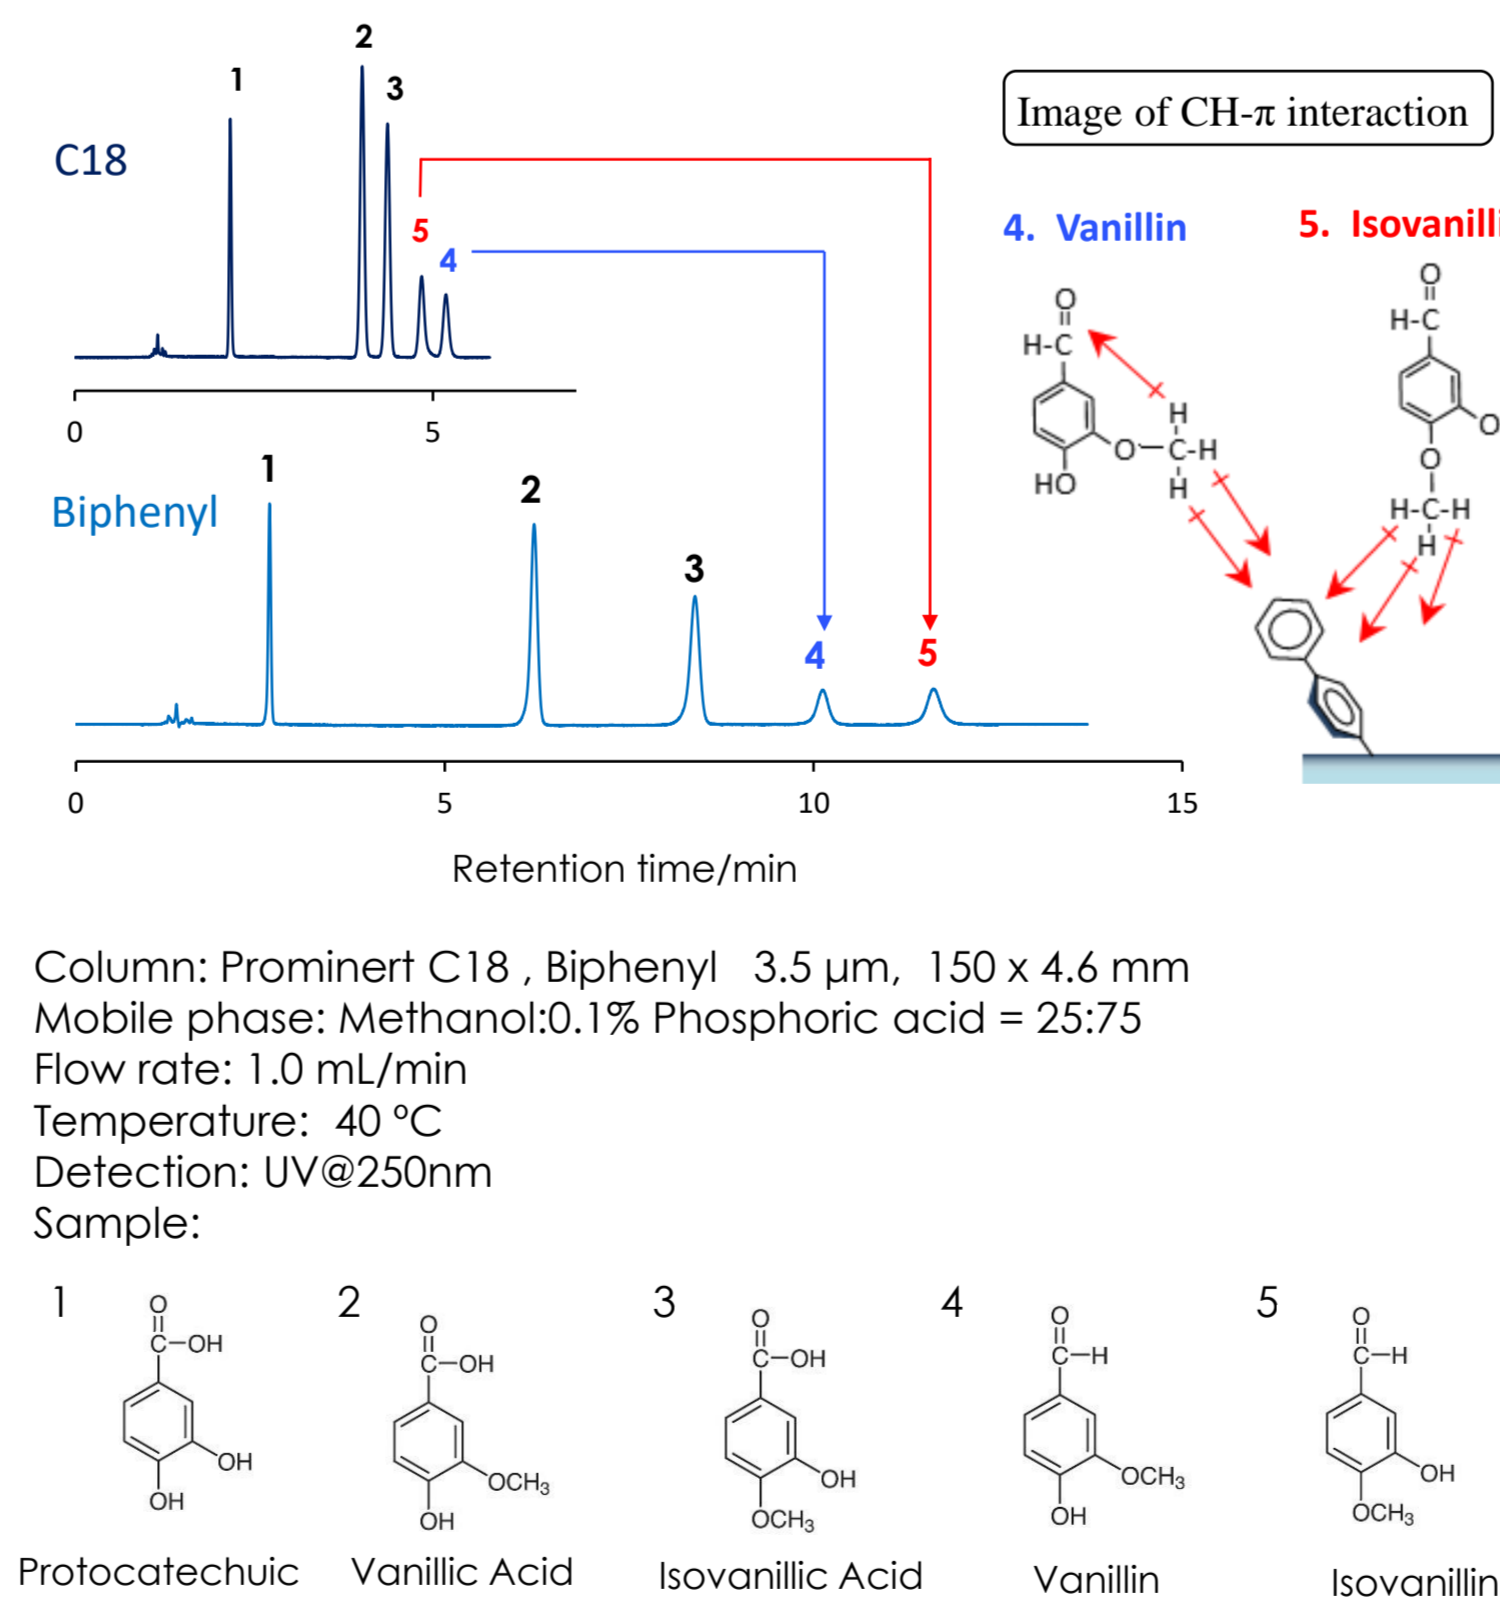 2
1
3
C18
5
4
0
5
Image of CH-π interaction
4. Vanillin
5. Isovanilli
O
H-C
H
O
C-H
HO
H
O
H-C
O
O
H-C-H
H
1
Biphenyl
2
3
4
5
0
5
10
15
Retention time/min
Column: Prominert C18 , Biphenyl 3.5 µm, 150 x 4.6 mm
Mobile phase: Methanol:0.1% Phosphoric acid = 25:75
Flow rate: 1.0 mL/min
Temperature: 40 ºC
Detection: UV@250nm
Sample:
1
2
3
4
5
O
C-OH
OH
OH
O
C-OH
OCH3
OH
O
C-OH
OH
OCH3
O
C-H
OCH3
OH
O
C-H
OH
OCH3
Protocatechuic
Vanillic Acid
Isovanillic Acid
Vanillin
Isovanillin